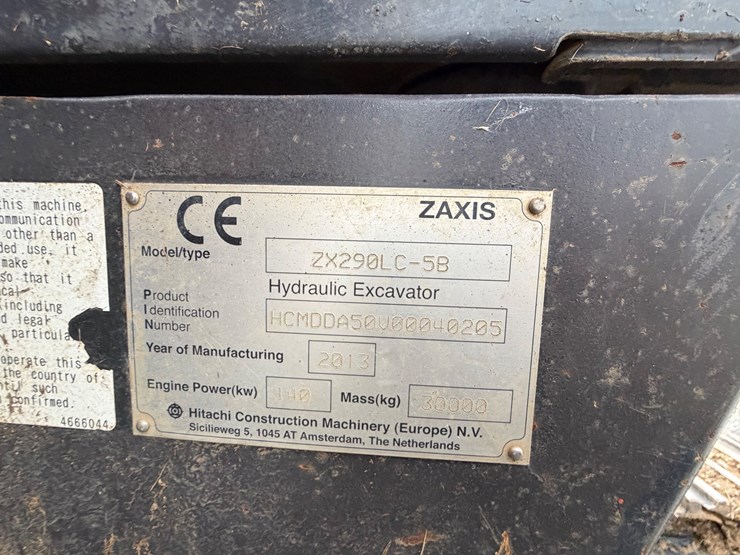 this machine,
ommunication
other than a
ded use, it
make
so that it
cal
(including
d legal
particula
operate this
the country of
ntil such
confirmed.
4666044
CE
ZAXIS
Model/type
ZX290LC-5B
Hydraulic Excavator
Product
Identification
Number
HCMDDA50V00040205
Year of Manufacturing
2013
Engine Power(kw)
140
Mass(kg)
30000
Hitachi Construction Machinery (Europe) N.V.
Sicilieweg 5, 1045 AT Amsterdam, The Netherlands